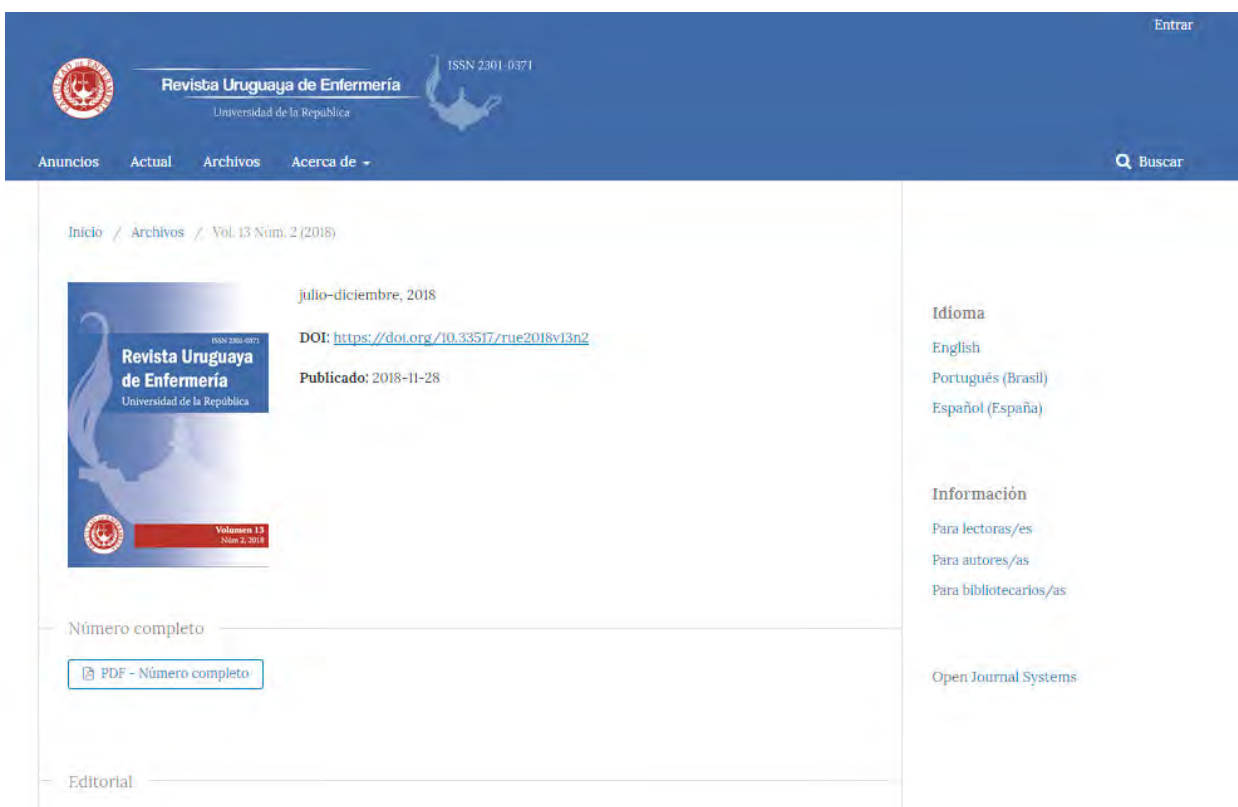 Entrar
ISSN 2301-0371
Revista Uruguaya de Enfermería
Universidad de la República
Anuncios Actual Archivos Acerca de
Buscar
Inicio / Archivos / Vol. 13 Núm. 2 (2018)
julio-diciembre, 2018
DOI: https://doi.org/10.33517/rue2018v13n2
Publicado: 2018-11-28
ISSN 2301-0371
Revista Uruguaya
de Enfermería
Universidad de la República
Volumen 13
Núm 2, 2018
Número completo
PDF - Número completo
Editorial
Idioma
English
Português (Brasil)
Español (España)
Información
Para lectoras/es
Para autores/as
Para bibliotecarios/as
Open Journal Systems